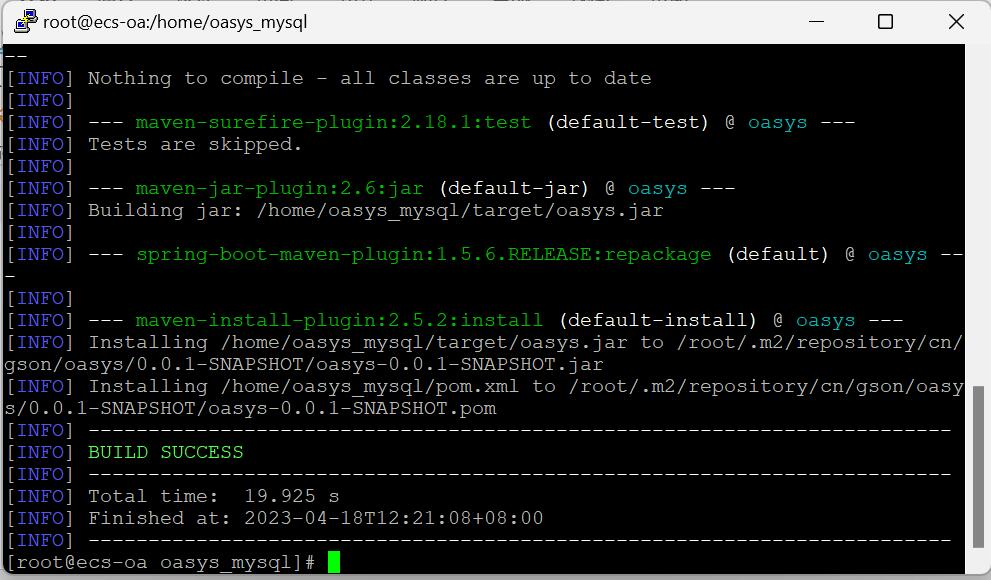 root@ecs-oa:/home/oasys_mysql
--
[INFO] Nothing to compile - all classes are up to date
[INFO]
[INFO] --- maven-surefire-plugin:2.18.1:test (default-test) @ oasys ---
[INFO] Tests are skipped.
[INFO]
[INFO] --- maven-jar-plugin:2.6:jar (default-jar) @ oasys ---
[INFO] Building jar: /home/oasys_mysql/target/oasys.jar
[INFO]
[INFO] --- spring-boot-maven-plugin:1.5.6.RELEASE:repackage (default) @ oasys --
-
[INFO]
[INFO] --- maven-install-plugin:2.5.2:install (default-install) @ oasys ---
[INFO] Installing /home/oasys_mysql/target/oasys.jar to /root/.m2/repository/cn/
gson/oasys/0.0.1-SNAPSHOT/oasys-0.0.1-SNAPSHOT.jar
[INFO] Installing /home/oasys_mysql/pom.xml to /root/.m2/repository/cn/gson/oasy
s/0.0.1-SNAPSHOT/oasys-0.0.1-SNAPSHOT.pom
[INFO] ------------------------------------------------------------------------
[INFO] BUILD SUCCESS
[INFO] ------------------------------------------------------------------------
[INFO] Total time:  19.925 s
[INFO] Finished at: 2023-04-18T12:21:08+08:00
[INFO] ------------------------------------------------------------------------
[root@ecs-oa oasys_mysql]#